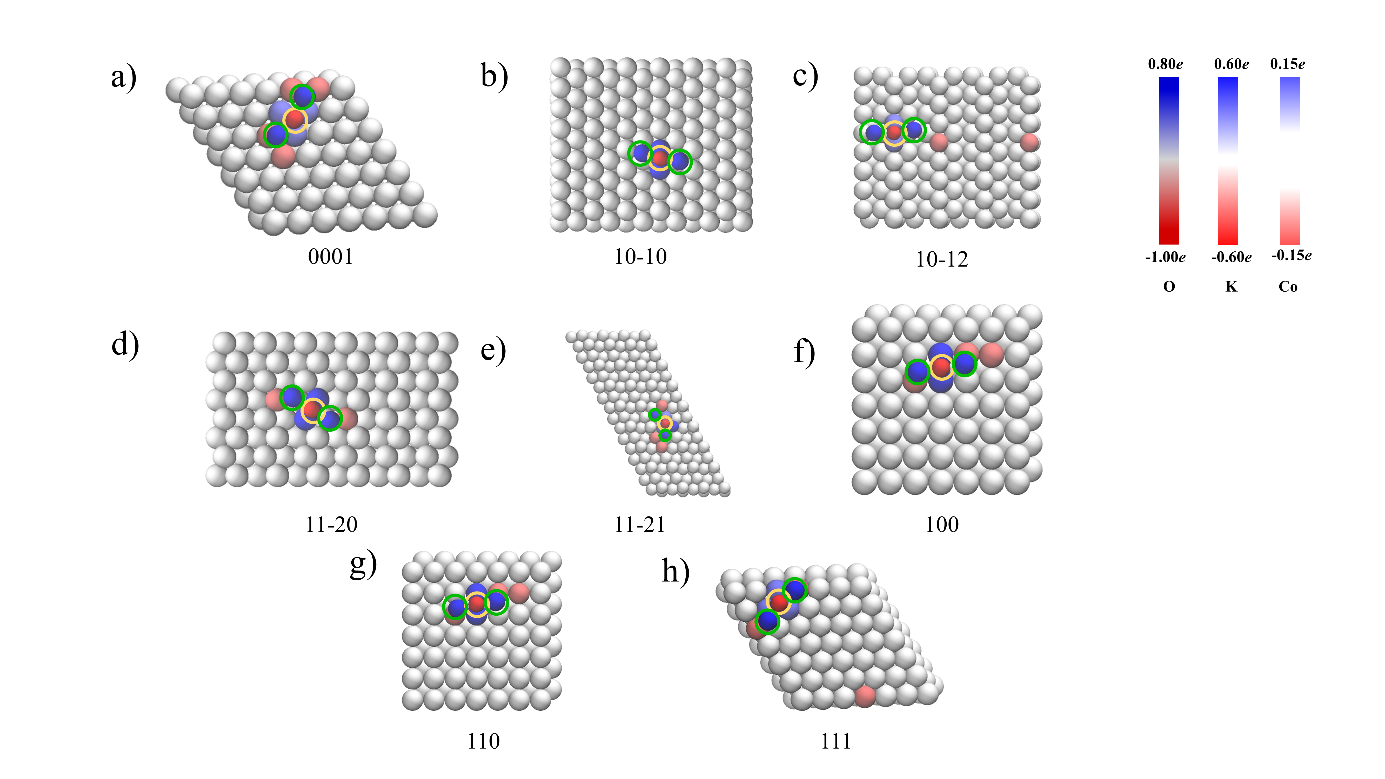 a)
b)
c)
0.80e 0.60e 0.15e
-1.00e -0.60e -0.15e
O K Co
0001
10-10
10-12
d)
e)
f)
11-20
11-21
100
g)
h)
110
111